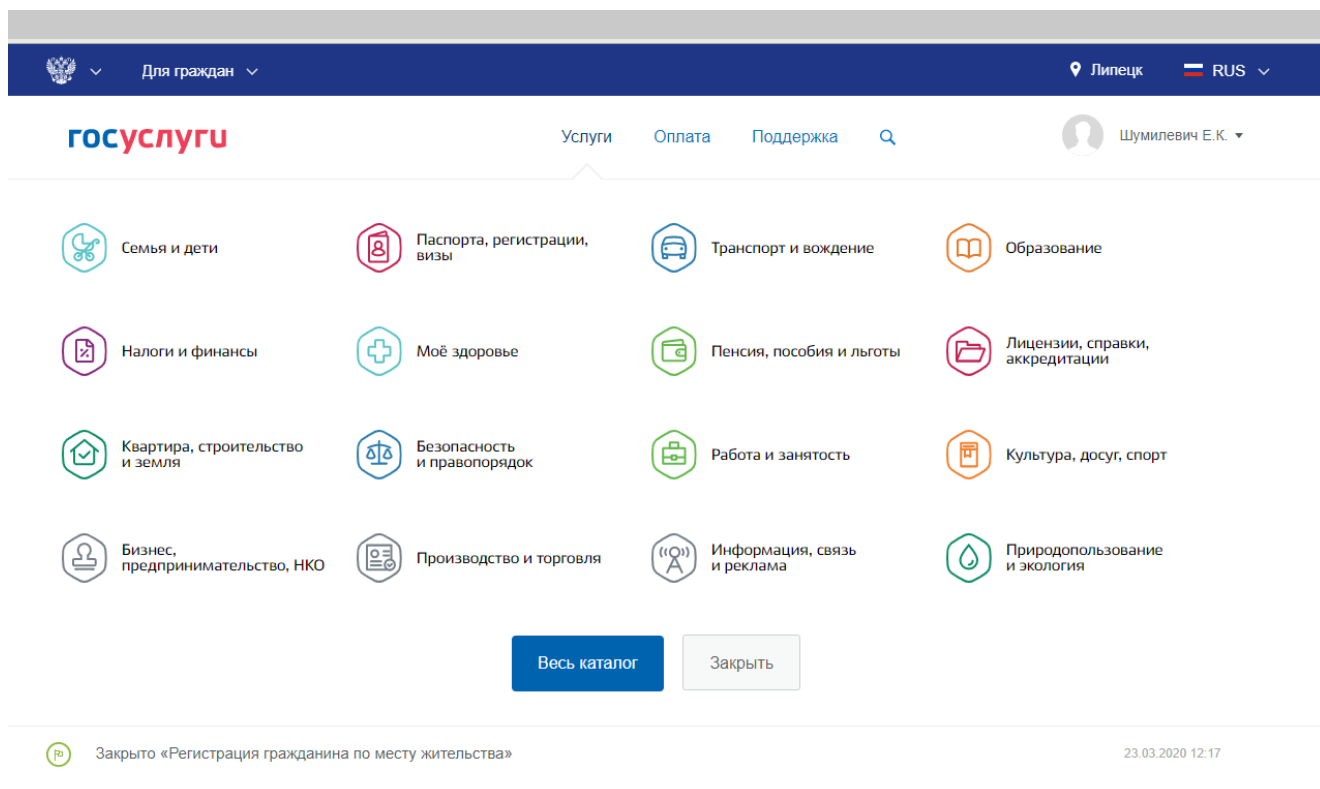 Для граждан
Липецк
RUS
госуслуги
Услуги
Оплата
Поддержка
Шумилевич Е.К.
Семья и дети
Паспорта, регистрации,
визы
Транспорт и вождение
Образование
Налоги и финансы
Моё здоровье
Пенсия, пособия и льготы
Лицензии, справки,
аккредитации
Квартира, строительство
и земля
Безопасность
и правопорядок
Работа и занятость
Культура, досуг, спорт
Бизнес,
предпринимательство, НКО
Производство и торговля
Информация, связь
и реклама
Природопользование
и экология
Весь каталог
Закрыть
Закрыто «Регистрация гражданина по месту жительства»
23.03.2020 12:17